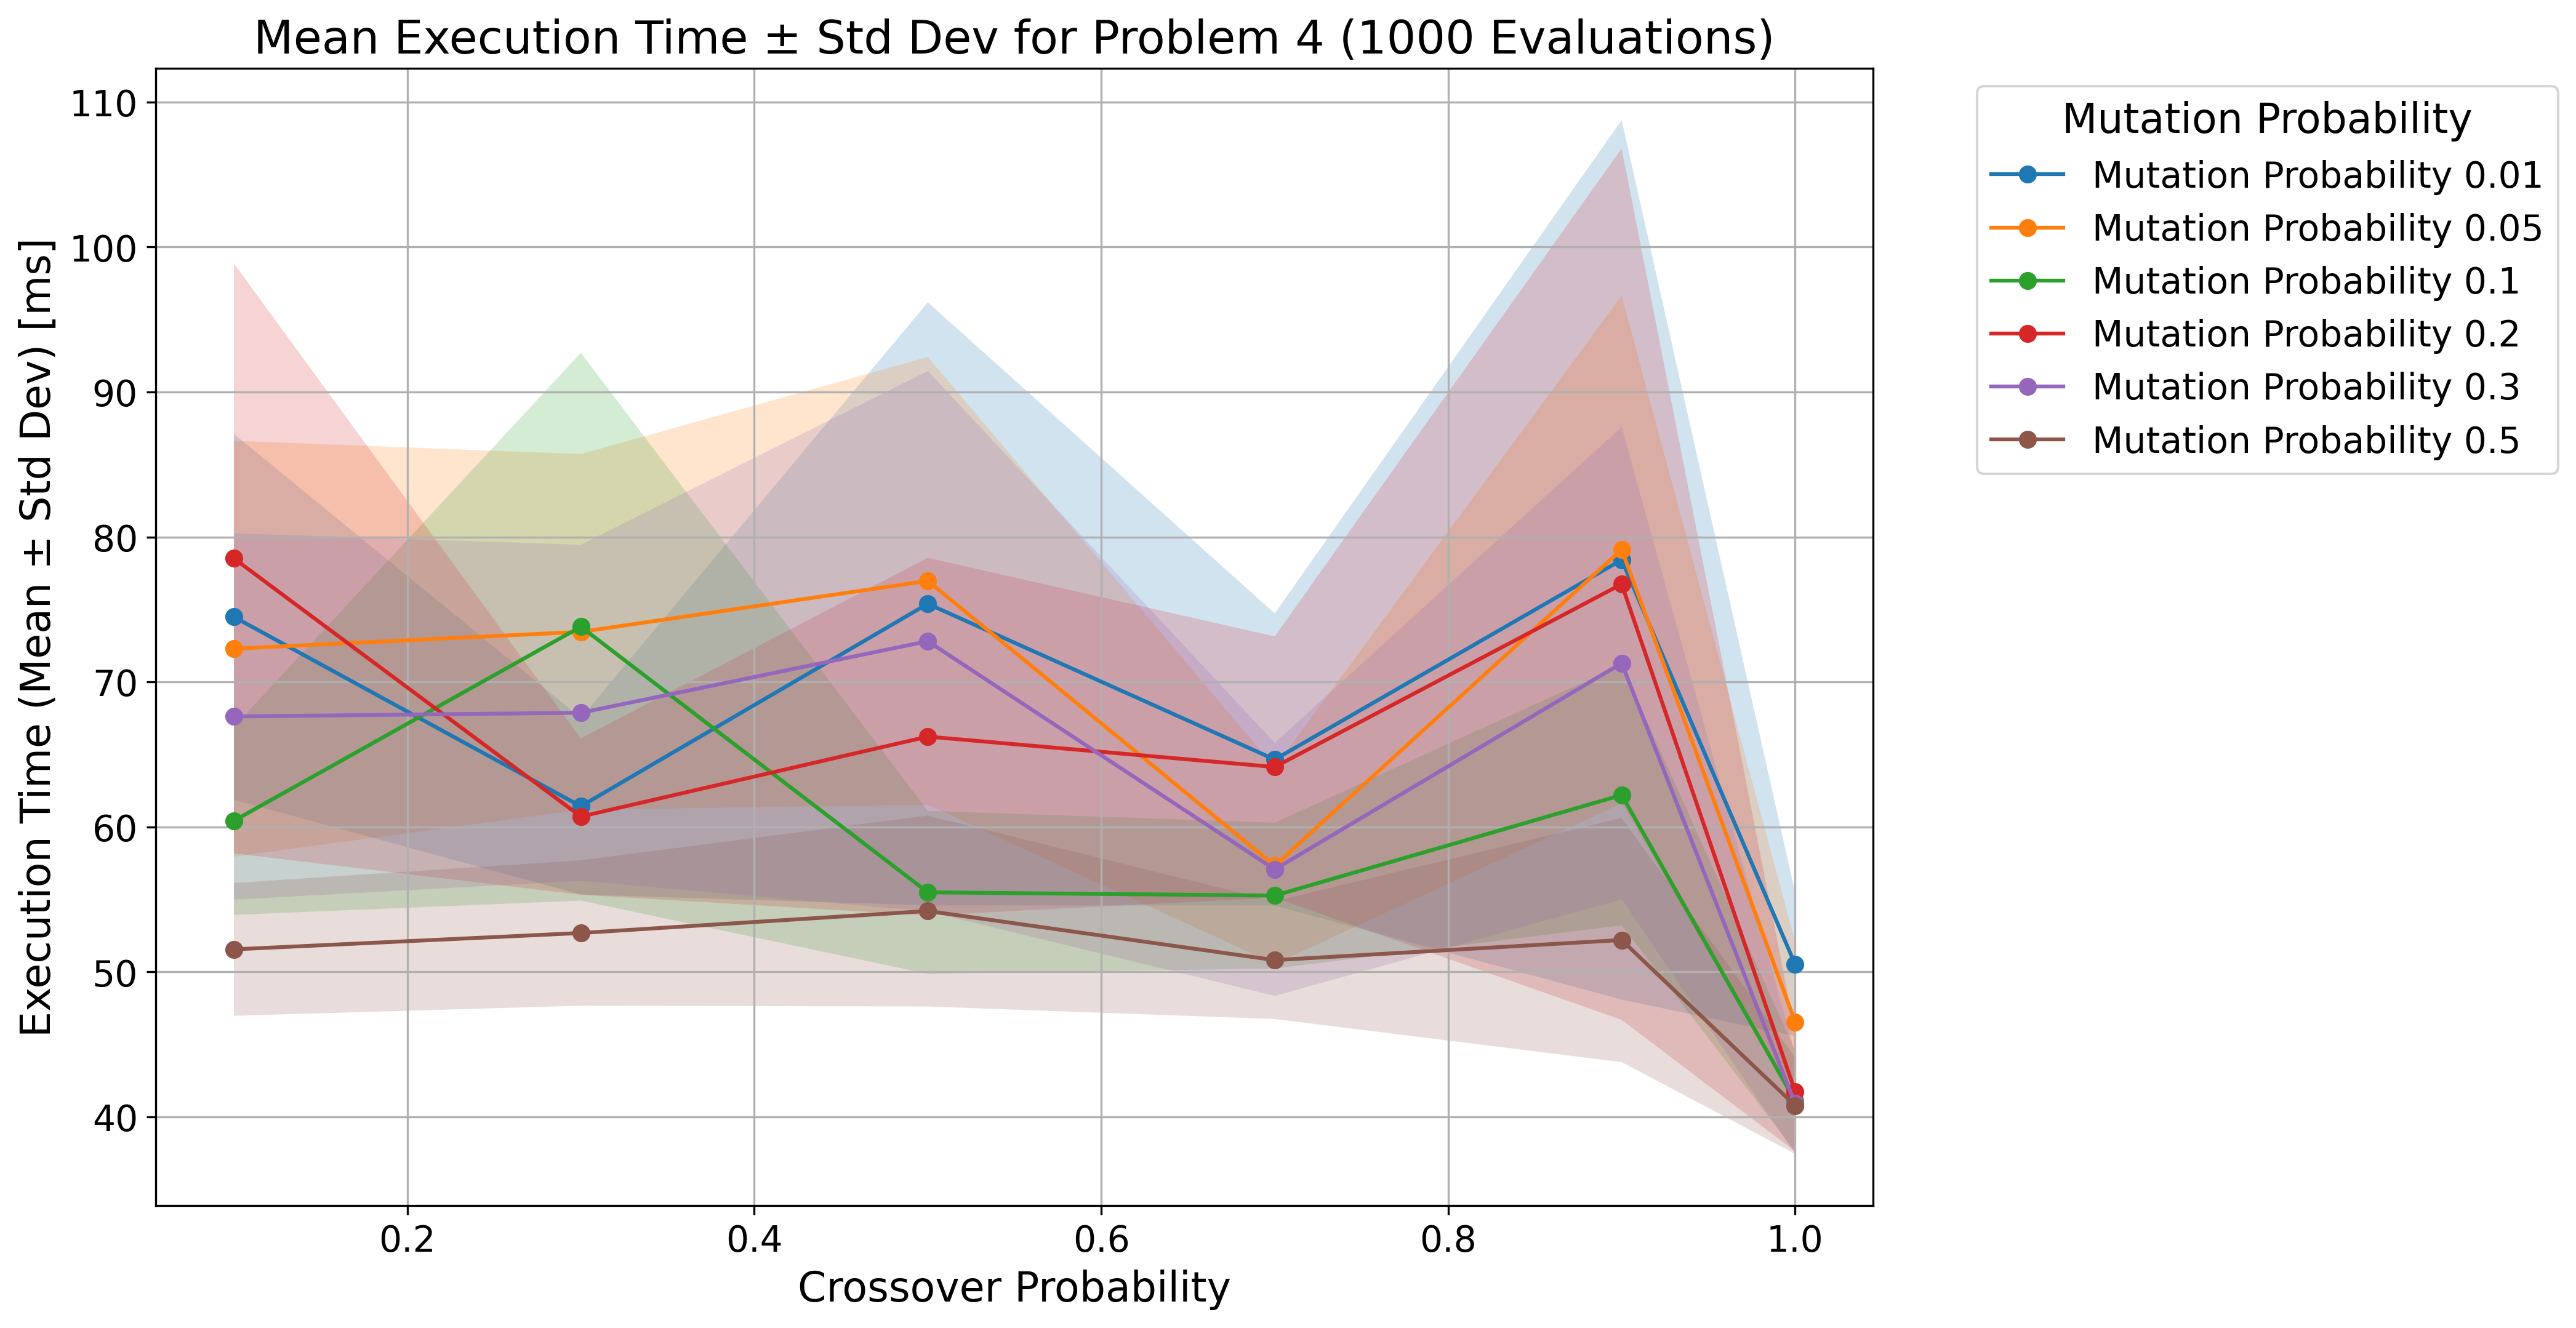 Mean Execution Time ± Std Dev for Problem 4 (1000 Evaluations)
Execution Time (Mean ± Std Dev) [ms]
110
100
90
80
70
60
50
40
0.2
0.4
0.6
0.8
1.0
Crossover Probability
Mutation Probability
Mutation Probability 0.01
Mutation Probability 0.05
Mutation Probability 0.1
Mutation Probability 0.2
Mutation Probability 0.3
Mutation Probability 0.5